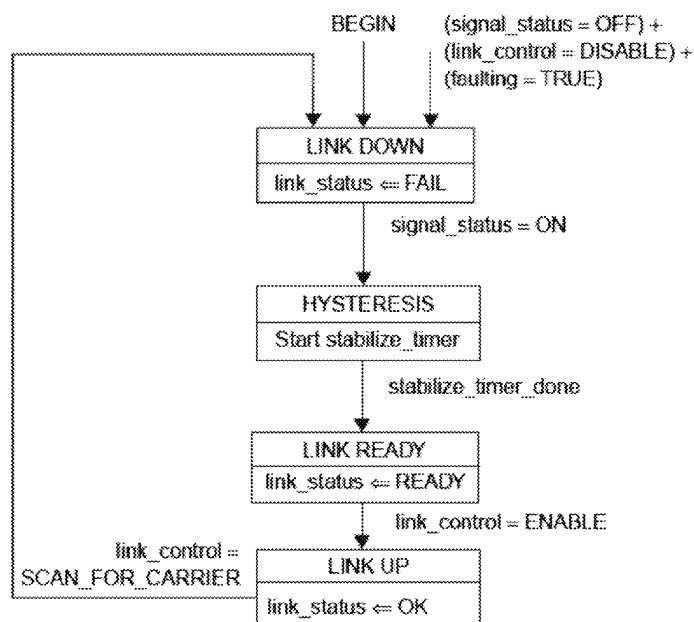 BEGIN
(signal_status = OFF) +
(link_control = DISABLE) +
(faulting = TRUE)
LINK DOWN
link_status ⇐ FAIL
signal_status = ON
HYSTERESIS
Start stabilize_timer
stabilize_timer_done
LINK READY
link_status ⇐ READY
link_control = ENABLE
link_control =
SCAN_FOR_CARRIER
LINK UP
link_status ⇐ OK